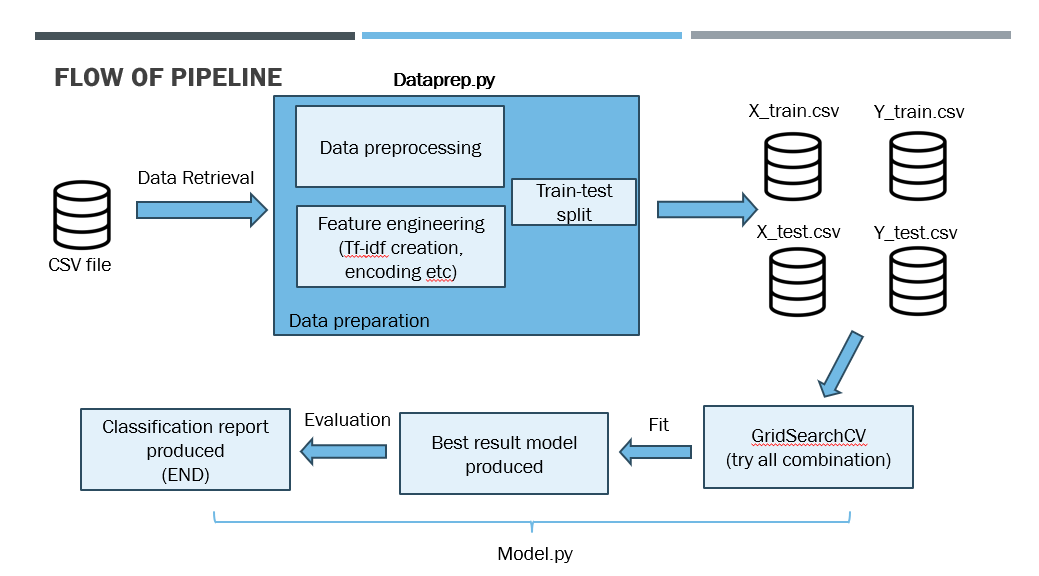 FLOW OF PIPELINE
Dataprep.py
Data preprocessing
Feature engineering
(Tf-idf creation,
encoding etc)
Train-test
split
Data preparation
Data Retrieval
CSV file
X_train.csv
Y_train.csv
X_test.csv
Y_test.csv
GridSearchCV
(try all combination)
Fit
Best result model
produced
Evaluation
Classification report
produced
(END)
Model.py